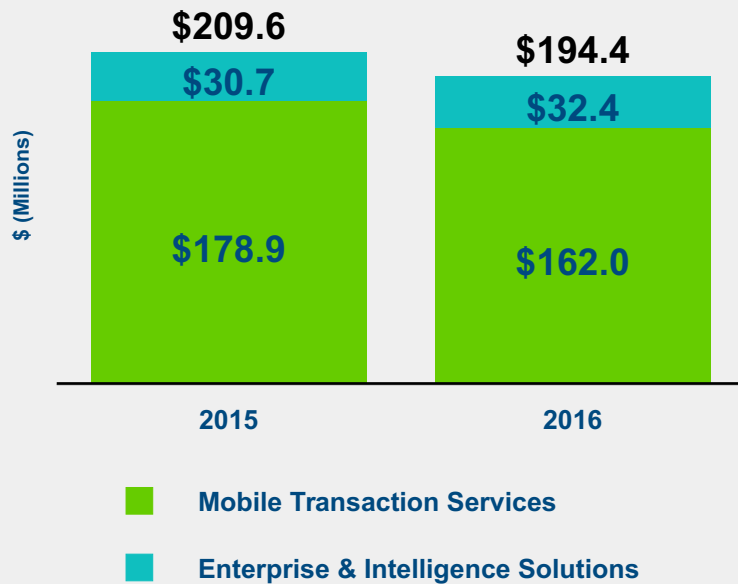 $209.6
$194.4
$30.7
$32.4
$ (Millions)
$178.9
$162.0
2015
2016
Mobile Transaction Services
Enterprise & Intelligence Solutions